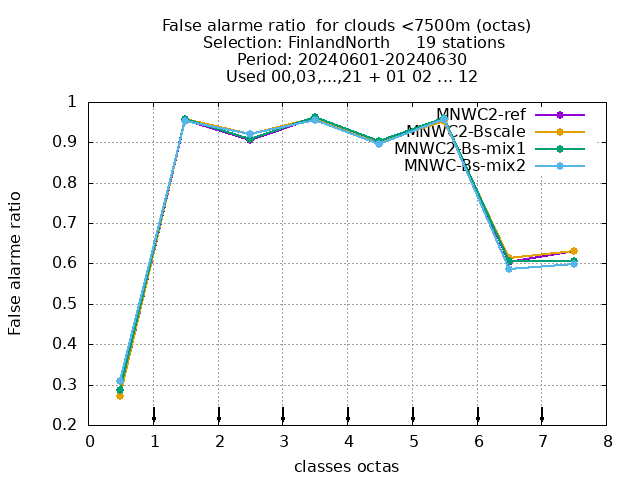 False alarme ratio  for clouds <7500m (octas)
Selection: FinlandNorth     19 stations
Period: 20240601-20240630
Used 00,03,...,21 + 01 02 ... 12
MNWC2-ref
MNWC2-Bscale
MNWC2-Bs-mix1
MNWC-Bs-mix2
False alarme ratio
1
0.9
0.8
0.7
0.6
0.5
0.4
0.3
0.2
0 1 2 3 4 5 6 7 8
classes octas